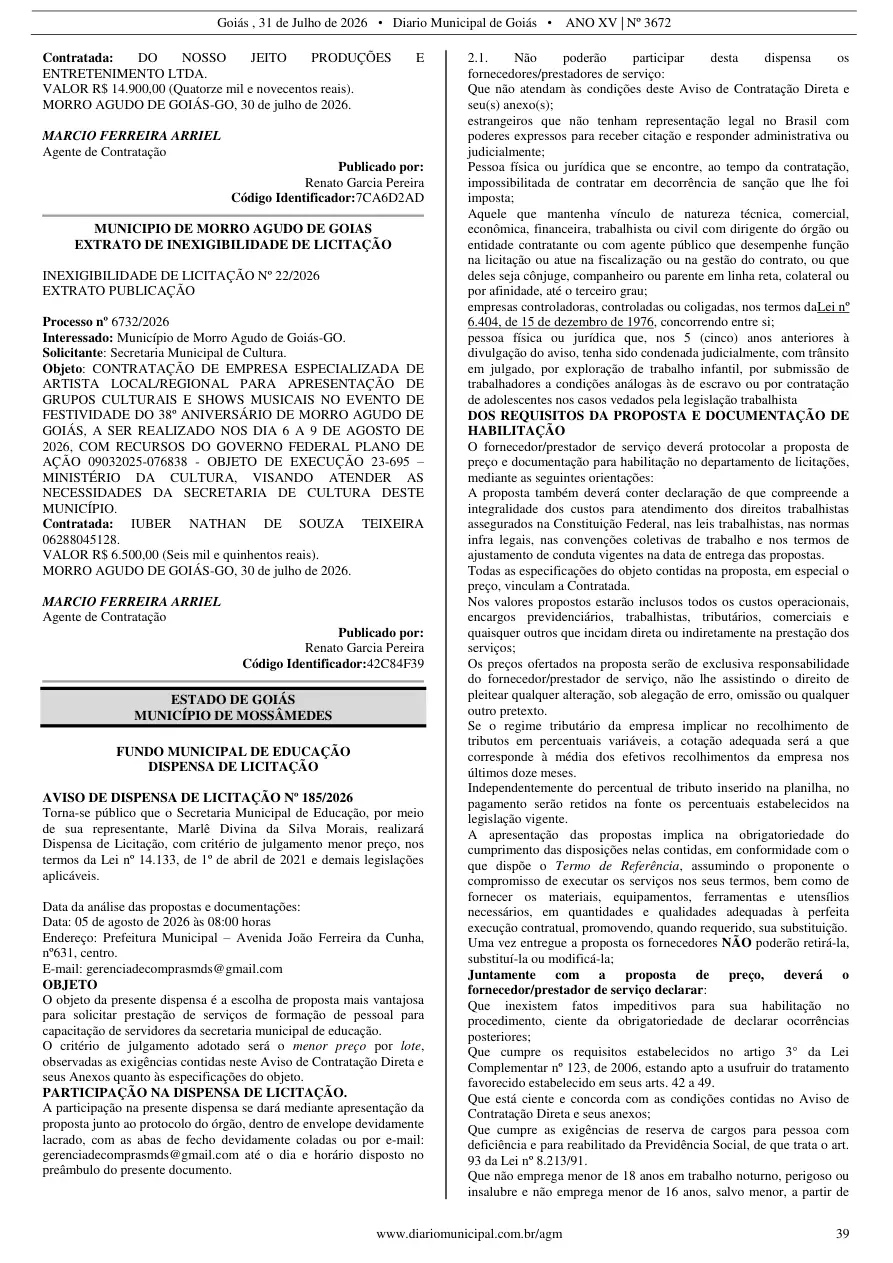 Goiás , 31 de Julho de 2026 • Diario Municipal de Goiás • ANO XV | Nº 3672
Contratada: DO NOSSO JEITO PRODUÇÕES E
ENTRETENIMENTO LTDA.
VALOR R$ 14.900,00 (Quatorze mil e novecentos reais).
MORRO AGUDO DE GOIÁS-GO, 30 de julho de 2026.
MARCIO FERREIRA ARRIEL
Agente de Contratação
Publicado por:
Renato Garcia Pereira
Código Identificador:7CA6D2AD
MUNICIPIO DE MORRO AGUDO DE GOIAS
EXTRATO DE INEXIGIBILIDADE DE LICITAÇÃO
INEXIGIBILIDADE DE LICITAÇÃO Nº 22/2026
EXTRATO PUBLICAÇÃO
Processo nº 6732/2026
Interessado: Município de Morro Agudo de Goiás-GO.
Solicitante: Secretaria Municipal de Cultura.
Objeto: CONTRATAÇÃO DE EMPRESA ESPECIALIZADA DE
ARTISTA LOCAL/REGIONAL PARA APRESENTAÇÃO DE
GRUPOS CULTURAIS E SHOWS MUSICAIS NO EVENTO DE
FESTIVIDADE DO 38º ANIVERSÁRIO DE MORRO AGUDO DE
GOIÁS, A SER REALIZADO NOS DIA 6 A 9 DE AGOSTO DE
2026, COM RECURSOS DO GOVERNO FEDERAL PLANO DE
AÇÃO 09032025-076838 - OBJETO DE EXECUÇÃO 23-695 –
MINISTÉRIO DA CULTURA, VISANDO ATENDER AS
NECESSIDADES DA SECRETARIA DE CULTURA DESTE
MUNICÍPIO.
Contratada: IUBER NATHAN DE SOUZA TEIXEIRA
06288045128.
VALOR R$ 6.500,00 (Seis mil e quinhentos reais).
MORRO AGUDO DE GOIÁS-GO, 30 de julho de 2026.
MARCIO FERREIRA ARRIEL
Agente de Contratação
Publicado por:
Renato Garcia Pereira
Código Identificador:42C84F39
ESTADO DE GOIÁS
MUNICÍPIO DE MOSSÂMEDES
FUNDO MUNICIPAL DE EDUCAÇÃO
DISPENSA DE LICITAÇÃO
AVISO DE DISPENSA DE LICITAÇÃO Nº 185/2026
Torna-se público que o Secretaria Municipal de Educação, por meio
de sua representante, Marlê Divina da Silva Morais, realizará
Dispensa de Licitação, com critério de julgamento menor preço, nos
termos da Lei nº 14.133, de 1º de abril de 2021 e demais legislações
aplicáveis.
Data da análise das propostas e documentações:
Data: 05 de agosto de 2026 às 08:00 horas
Endereço: Prefeitura Municipal – Avenida João Ferreira da Cunha,
nº631, centro.
E-mail: gerenciadecomprasmds@gmail.com
OBJETO
O objeto da presente dispensa é a escolha de proposta mais vantajosa
para solicitar prestação de serviços de formação de pessoal para
capacitação de servidores da secretaria municipal de educação.
O critério de julgamento adotado será o menor preço por lote,
observadas as exigências contidas neste Aviso de Contratação Direta e
seus Anexos quanto às especificações do objeto.
PARTICIPAÇÃO NA DISPENSA DE LICITAÇÃO.
A participação na presente dispensa se dará mediante apresentação da
proposta junto ao protocolo do órgão, dentro de envelope devidamente
lacrado, com as abas de fecho devidamente coladas ou por e-mail:
gerenciadecomprasmds@gmail.com até o dia e horário disposto no
preâmbulo do presente documento.
2.1. Não poderão participar desta dispensa os
fornecedores/prestadores de serviço:
Que não atendam às condições deste Aviso de Contratação Direta e
seu(s) anexo(s);
estrangeiros que não tenham representação legal no Brasil com
poderes expressos para receber citação e responder administrativa ou
judicialmente;
Pessoa física ou jurídica que se encontre, ao tempo da contratação,
impossibilitada de contratar em decorrência de sanção que lhe foi
imposta;
Aquele que mantenha vínculo de natureza técnica, comercial,
econômica, financeira, trabalhista ou civil com dirigente do órgão ou
entidade contratante ou com agente público que desempenhe função
na licitação ou atue na fiscalização ou na gestão do contrato, ou que
deles seja cônjuge, companheiro ou parente em linha reta, colateral ou
por afinidade, até o terceiro grau;
empresas controladoras, controladas ou coligadas, nos termos daLei nº
6.404, de 15 de dezembro de 1976, concorrendo entre si;
pessoa física ou jurídica que, nos 5 (cinco) anos anteriores à
divulgação do aviso, tenha sido condenada judicialmente, com trânsito
em julgado, por exploração de trabalho infantil, por submissão de
trabalhadores a condições análogas às de escravo ou por contratação
de adolescentes nos casos vedados pela legislação trabalhista
DOS REQUISITOS DA PROPOSTA E DOCUMENTAÇÃO DE
HABILITAÇÃO
O fornecedor/prestador de serviço deverá protocolar a proposta de
preço e documentação para habilitação no departamento de licitações,
mediante as seguintes orientações:
A proposta também deverá conter declaração de que compreende a
integralidade dos custos para atendimento dos direitos trabalhistas
assegurados na Constituição Federal, nas leis trabalhistas, nas normas
infra legais, nas convenções coletivas de trabalho e nos termos de
ajustamento de conduta vigentes na data de entrega das propostas.
Todas as especificações do objeto contidas na proposta, em especial o
preço, vinculam a Contratada.
Nos valores propostos estarão inclusos todos os custos operacionais,
encargos previdenciários, trabalhistas, tributários, comerciais e
quaisquer outros que incidam direta ou indiretamente na prestação dos
serviços;
Os preços ofertados na proposta serão de exclusiva responsabilidade
do fornecedor/prestador de serviço, não lhe assistindo o direito de
pleitear qualquer alteração, sob alegação de erro, omissão ou qualquer
outro pretexto.
Se o regime tributário da empresa implicar no recolhimento de
tributos em percentuais variáveis, a cotação adequada será a que
corresponde à média dos efetivos recolhimentos da empresa nos
últimos doze meses.
Independentemente do percentual de tributo inserido na planilha, no
pagamento serão retidos na fonte os percentuais estabelecidos na
legislação vigente.
A apresentação das propostas implica na obrigatoriedade do
cumprimento das disposições nelas contidas, em conformidade com o
que dispõe o Termo de Referência, assumindo o proponente o
compromisso de executar os serviços nos seus termos, bem como de
fornecer os materiais, equipamentos, ferramentas e utensílios
necessários, em quantidades e qualidades adequadas à perfeita
execução contratual, promovendo, quando requerido, sua substituição.
Uma vez entregue a proposta os fornecedores NÃO poderão retirá-la,
substituí-la ou modificá-la;
Juntamente com a proposta de preço, deverá o
fornecedor/prestador de serviço declarar:
Que inexistem fatos impeditivos para sua habilitação no
procedimento, ciente da obrigatoriedade de declarar ocorrências
posteriores;
Que cumpre os requisitos estabelecidos no artigo 3° da Lei
Complementar nº 123, de 2006, estando apto a usufruir do tratamento
favorecido estabelecido em seus arts. 42 a 49.
Que está ciente e concorda com as condições contidas no Aviso de
Contratação Direta e seus anexos;
Que cumpre as exigências de reserva de cargos para pessoa com
deficiência e para reabilitado da Previdência Social, de que trata o art.
93 da Lei nº 8.213/91.
Que não emprega menor de 18 anos em trabalho noturno, perigoso ou
insalubre e não emprega menor de 16 anos, salvo menor, a partir de
www.diariomunicipal.com.br/agm
39